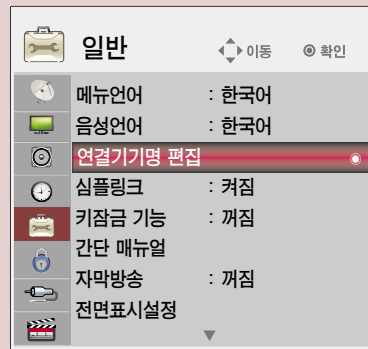 일반 이동 확인
메뉴언어 : 한국어
음성언어 : 한국어
연결기기명 편집
심플링크 : 켜짐
키잠금 기능 : 꺼짐
간단 매뉴얼
자막방송 : 꺼짐
전면표시설정